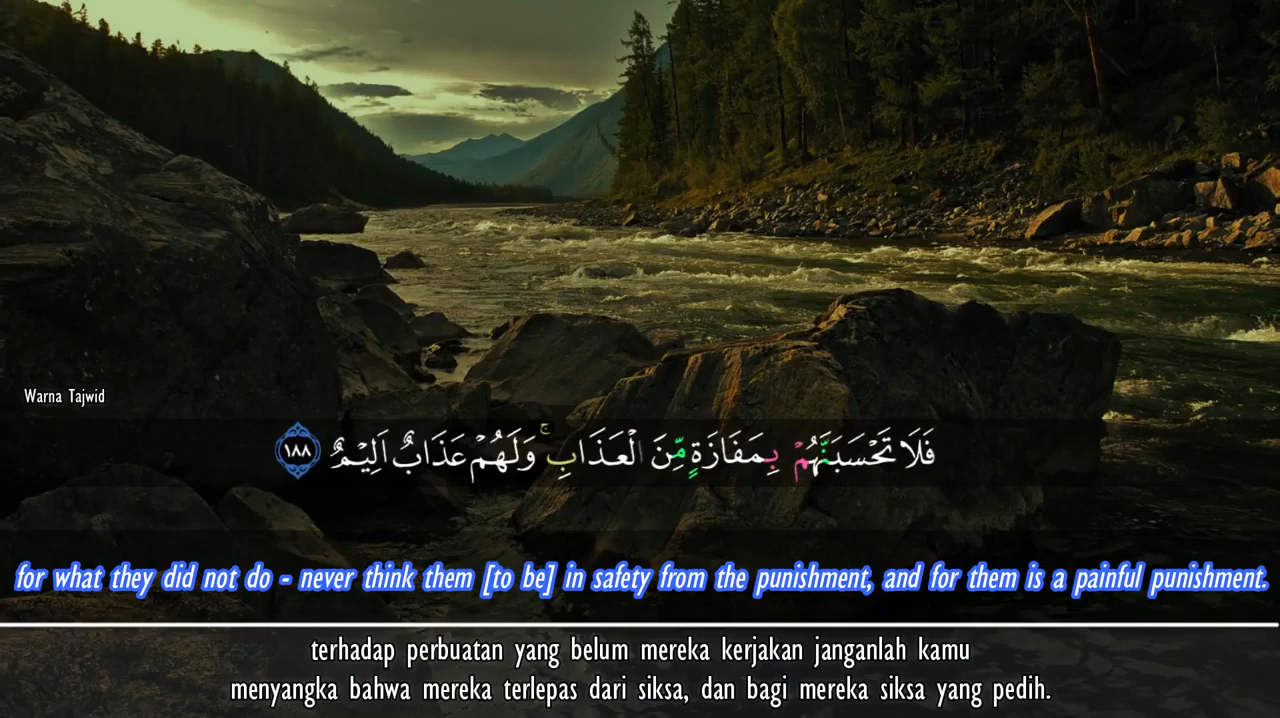 Warna Tajwid
فَلَا تَحْسَبَنَّهُمْ بِمَفَازَةٍ مِّنَ الْعَذَابِ ۚ وَلَهُمْ عَذَابٌ اَلِيْمٌ ١٨٨
for what they did not do - never think them [to be] in safety from the punishment, and for them is a painful punishment.
terhadap perbuatan yang belum mereka kerjakan janganlah kamu
menyangka bahwa mereka terlepas dari siksa, dan bagi mereka siksa yang pedih.